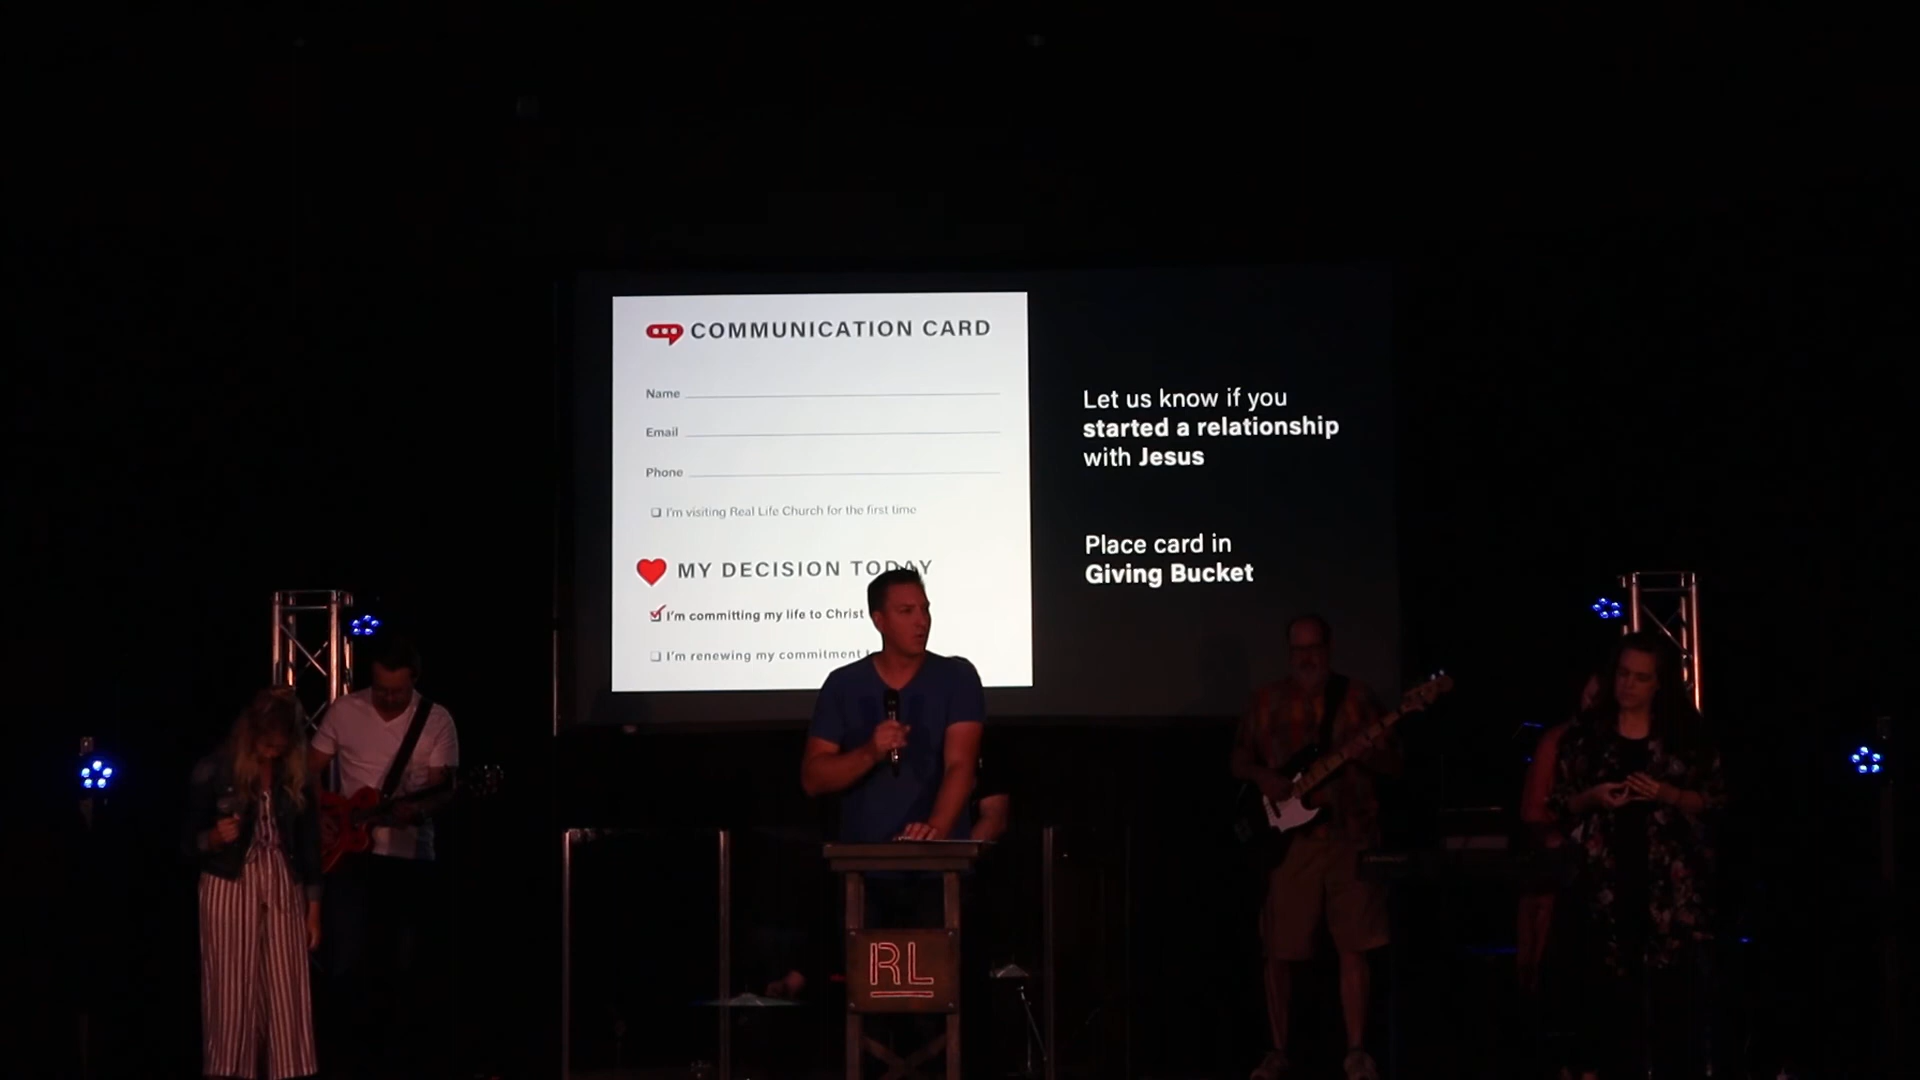 COMMUNICATION CARD
Name
Email
Phone
I'm visiting Real Life Church for the first time
MY DECISION TODAY
I'm committing my life to Christ
I'm renewing my commitment
Let us know if you
started a relationship
with Jesus
Place card in
Giving Bucket
RL